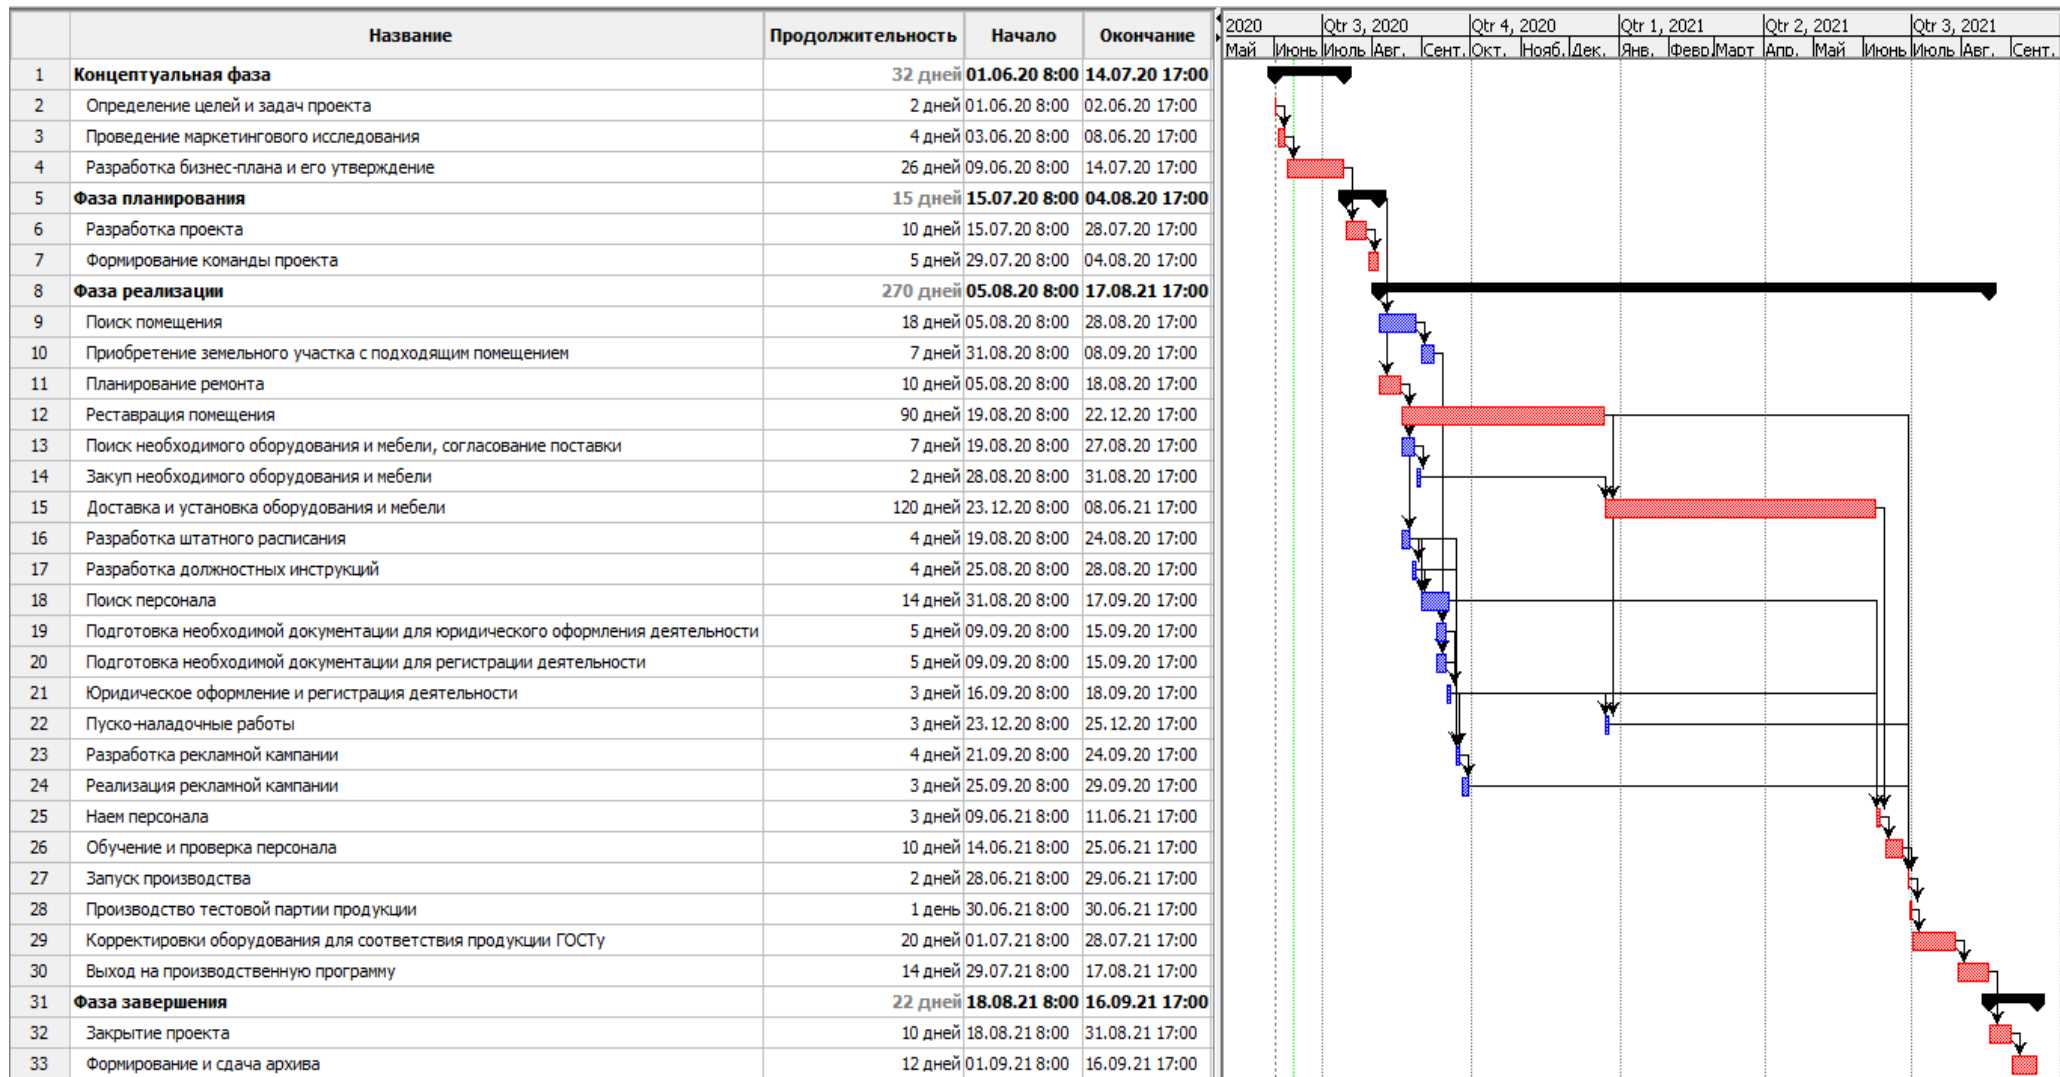 Название Продолжительность Начало Окончание 2020 Qtr 3, 2020 Qtr 4, 2020 Qtr 1, 2021 Qtr 2, 2021 Qtr 3, 2021
Май Июнь Июль Авг. Сент. Окт. Нояб. Дек. Янв. Февр. Март Апр. Май Июнь Июль Авг. Сент.
1 Концептуальная фаза 32 дней 01.06.20 8:00 14.07.20 17:00
2 Определение целей и задач проекта 2 дней 01.06.20 8:00 02.06.20 17:00
3 Проведение маркетингового исследования 4 дней 03.06.20 8:00 08.06.20 17:00
4 Разработка бизнес-плана и его утверждение 26 дней 09.06.20 8:00 14.07.20 17:00
5 Фаза планирования 15 дней 15.07.20 8:00 04.08.20 17:00
6 Разработка проекта 10 дней 15.07.20 8:00 28.07.20 17:00
7 Формирование команды проекта 5 дней 29.07.20 8:00 04.08.20 17:00
8 Фаза реализации 270 дней 05.08.20 8:00 17.08.21 17:00
9 Поиск помещения 18 дней 05.08.20 8:00 28.08.20 17:00
10 Приобретение земельного участка с подходящим помещением 7 дней 31.08.20 8:00 08.09.20 17:00
11 Планирование ремонта 10 дней 05.08.20 8:00 18.08.20 17:00
12 Реставрация помещения 90 дней 19.08.20 8:00 22.12.20 17:00
13 Поиск необходимого оборудования и мебели, согласование поставки 7 дней 19.08.20 8:00 27.08.20 17:00
14 Закуп необходимого оборудования и мебели 2 дней 28.08.20 8:00 31.08.20 17:00
15 Доставка и установка оборудования и мебели 120 дней 23.12.20 8:00 08.06.21 17:00
16 Разработка штатного расписания 4 дней 19.08.20 8:00 24.08.20 17:00
17 Разработка должностных инструкций 4 дней 25.08.20 8:00 28.08.20 17:00
18 Поиск персонала 14 дней 31.08.20 8:00 17.09.20 17:00
19 Подготовка необходимой документации для юридического оформления деятельности 5 дней 09.09.20 8:00 15.09.20 17:00
20 Подготовка необходимой документации для регистрации деятельности 5 дней 09.09.20 8:00 15.09.20 17:00
21 Юридическое оформление и регистрация деятельности 3 дней 16.09.20 8:00 18.09.20 17:00
22 Пуско-наладочные работы 3 дней 23.12.20 8:00 25.12.20 17:00
23 Разработка рекламной кампании 4 дней 21.09.20 8:00 24.09.20 17:00
24 Реализация рекламной кампании 3 дней 25.09.20 8:00 29.09.20 17:00
25 Наем персонала 3 дней 09.06.21 8:00 11.06.21 17:00
26 Обучение и проверка персонала 10 дней 14.06.21 8:00 25.06.21 17:00
27 Запуск производства 2 дней 28.06.21 8:00 29.06.21 17:00
28 Производство тестовой партии продукции 1 день 30.06.21 8:00 30.06.21 17:00
29 Корректировки оборудования для соответствия продукции ГОСТу 20 дней 01.07.21 8:00 28.07.21 17:00
30 Выход на производственную программу 14 дней 29.07.21 8:00 17.08.21 17:00
31 Фаза завершения 22 дней 18.08.21 8:00 16.09.21 17:00
32 Закрытие проекта 10 дней 18.08.21 8:00 31.08.21 17:00
33 Формирование и сдача архива 12 дней 01.09.21 8:00 16.09.21 17:00